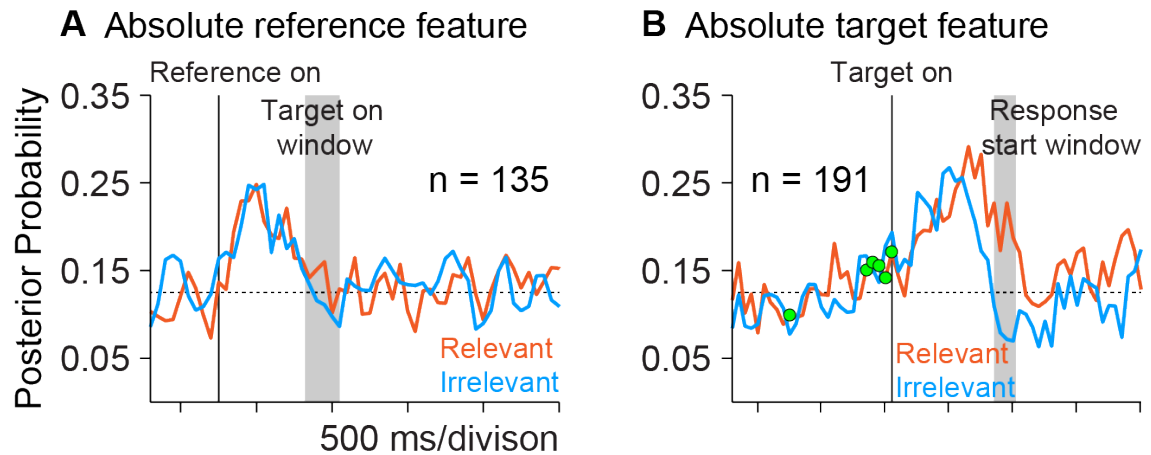 A Absolute reference feature
Reference on
Target on
window
n = 135
Posterior Probability
0.35
0.25
0.15
0.05
Relevant
Irrelevant
500 ms/divison
B Absolute target feature
Target on
Response
start window
n = 191
0.35
0.25
0.15
0.05
Relevant
Irrelevant